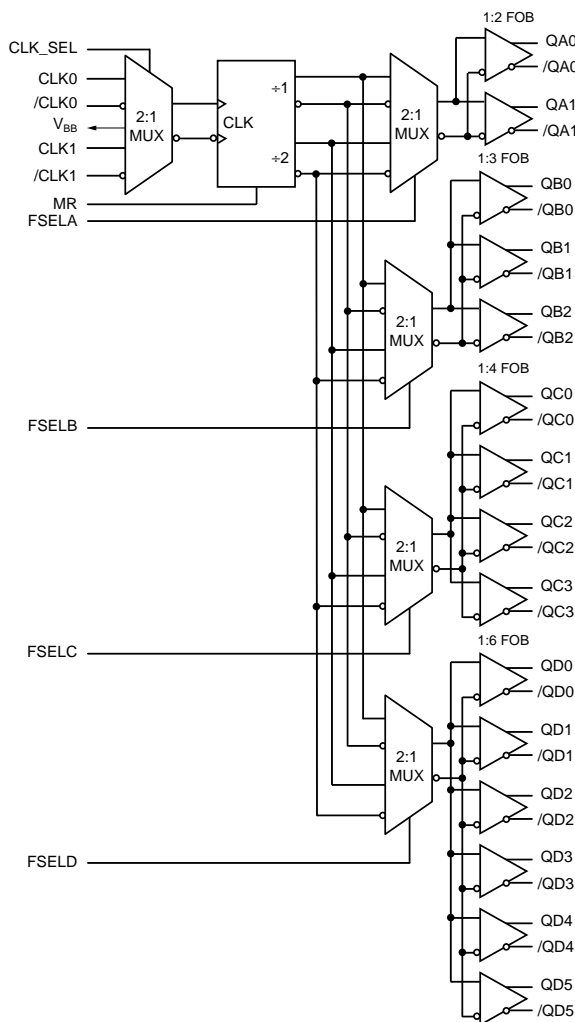 1:2 FOB
CLK_SEL
CLK0
/CLK0
VBB
CLK1
/CLK1
MR
FSELA
2:1
MUX
CLK
÷1
÷2
2:1
MUX
QA0
/QA0
QA1
/QA1
1:3 FOB
QB0
/QB0
QB1
/QB1
QB2
/QB2
2:1
MUX
FSELB
1:4 FOB
QC0
/QC0
QC1
/QC1
QC2
/QC2
QC3
/QC3
2:1
MUX
FSELC
1:6 FOB
QD0
/QD0
QD1
/QD1
QD2
/QD2
QD3
/QD3
QD4
/QD4
QD5
/QD5
2:1
MUX
FSELD